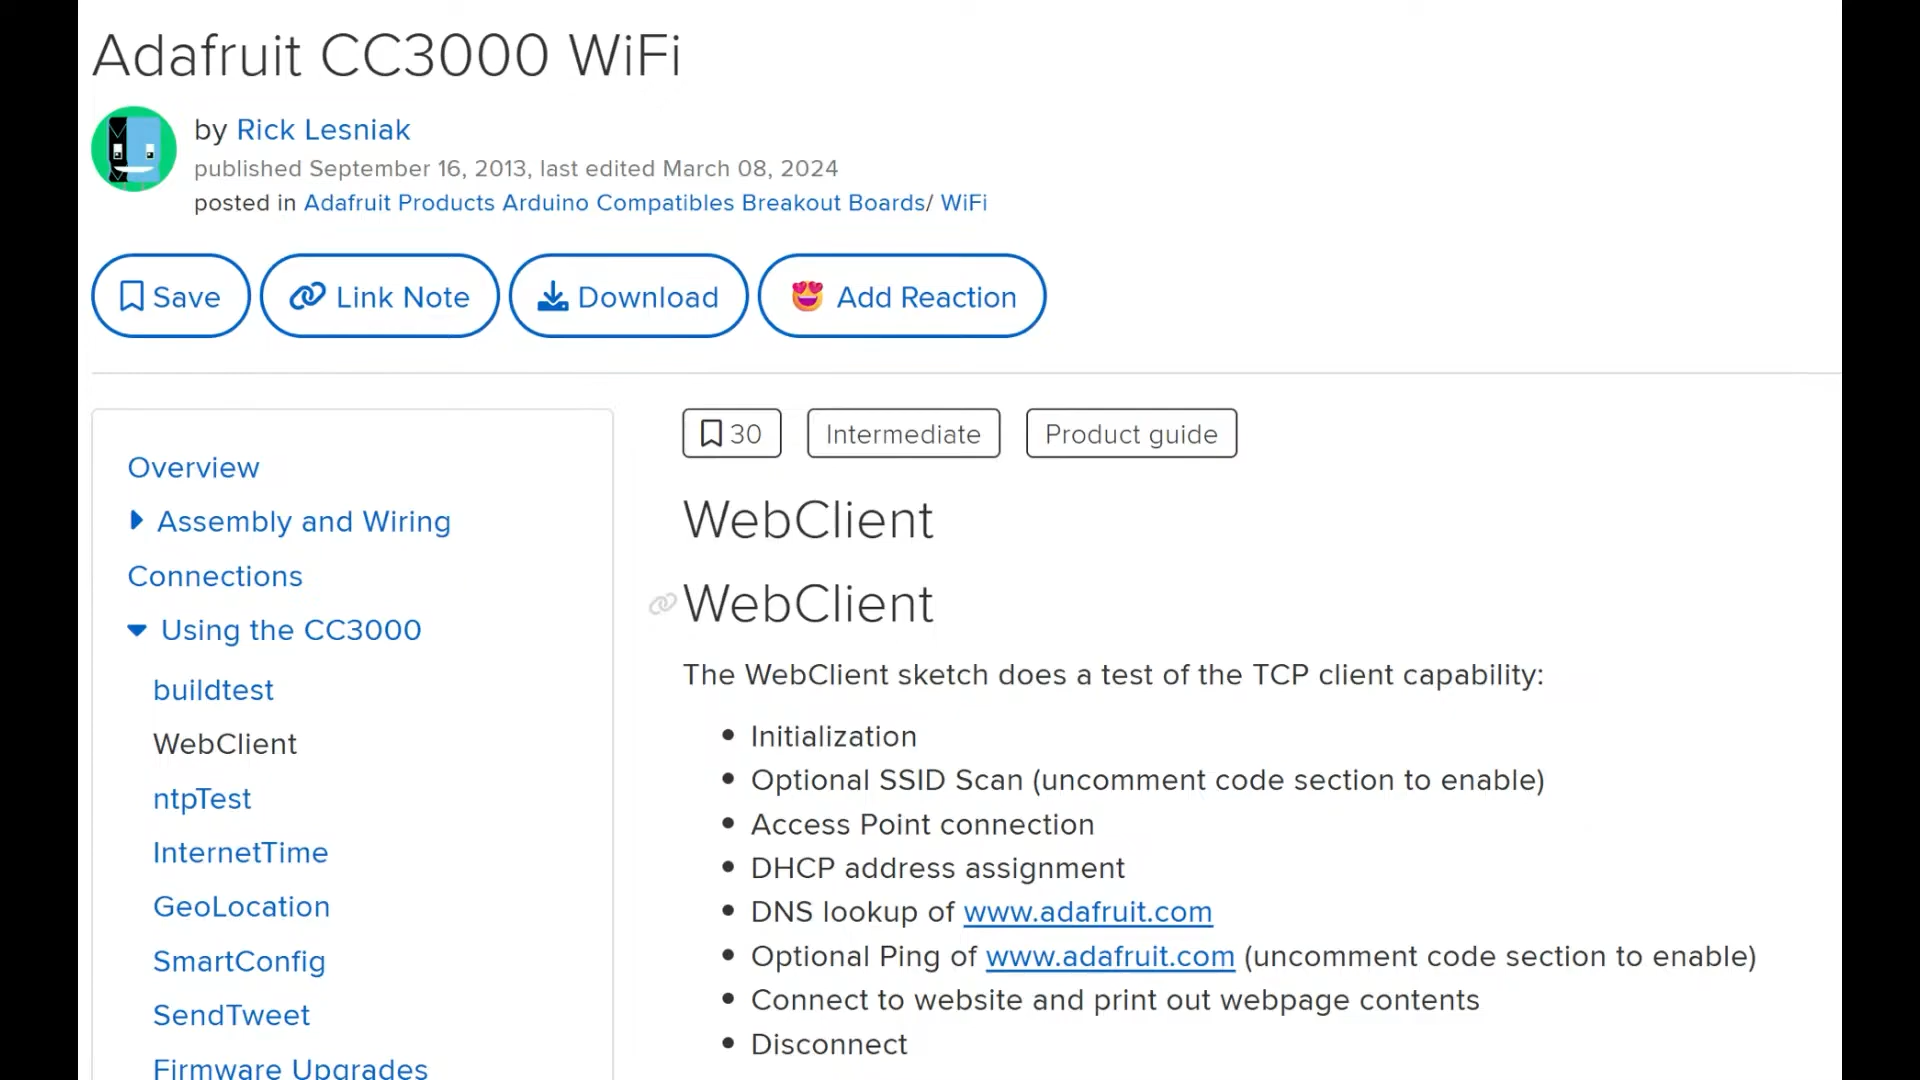 Adafruit CC3000 WiFi
by Rick Lesniak
published September 16, 2013, last edited March 08, 2024
posted in Adafruit Products Arduino Compatibles Breakout Boards/ WiFi
Save
Link Note
Download
Add Reaction
Overview
Assembly and Wiring
Connections
Using the CC3000
buildtest
WebClient
ntpTest
InternetTime
GeoLocation
SmartConfig
SendTweet
Firmware Upgrades
30
Intermediate
Product guide
WebClient
WebClient
The WebClient sketch does a test of the TCP client capability:
• Initialization
• Optional SSID Scan (uncomment code section to enable)
• Access Point connection
• DHCP address assignment
• DNS lookup of www.adafruit.com
• Optional Ping of www.adafruit.com (uncomment code section to enable)
• Connect to website and print out webpage contents
• Disconnect